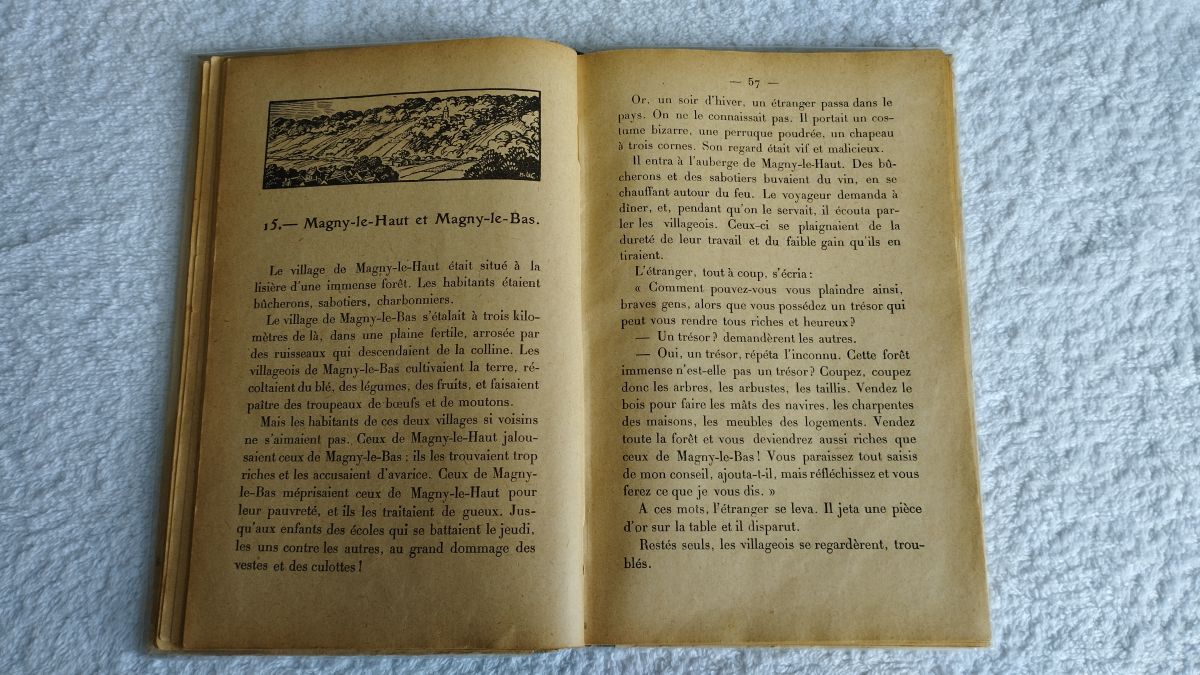 H. UC
15.— Magny-le-Haut et Magny-le-Bas.
Le village de Magny-le-Haut était situé à la
lisière d'une immense forêt. Les habitants étaient
bûcherons, sabotiers, charbonniers.
Le village de Magny-le-Bas s'étalait à trois kilo-
mètres de là, dans une plaine fertile, arrosée par
des ruisseaux qui descendaient de la colline. Les
villageois de Magny-le-Bas cultivaient la terre, ré-
coltaient du blé, des légumes, des fruits, et faisaient
paître des troupeaux de bœufs et de moutons.
Mais les habitants de ces deux villages si voisins
ne s'aimaient pas. Ceux de Magny-le-Haut jalou-
saient ceux de Magny-le-Bas ; ils les trouvaient trop
riches et les accusaient d'avarice. Ceux de Magny-
le-Bas méprisaient ceux de Magny-le-Haut pour
leur pauvreté, et ils les traitaient de gueux. Jus-
qu'aux enfants des écoles qui se battaient le jeudi,
les uns contre les autres, au grand dommage des
vestes et des culottes !
— 57 —
Or, un soir d'hiver, un étranger passa dans le
pays. On ne le connaissait pas. Il portait un cos-
tume bizarre, une perruque poudrée, un chapeau
à trois cornes. Son regard était vif et malicieux.
Il entra à l'auberge de Magny-le-Haut. Des bû-
cherons et des sabotiers buvaient du vin, en se
chauffant autour du feu. Le voyageur demanda à
dîner, et, pendant qu'on le servait, il écouta par-
ler les villageois. Ceux-ci se plaignaient de la
dureté de leur travail et du faible gain qu'ils en
tiraient.
L'étranger, tout à coup, s'écria :
« Comment pouvez-vous vous plaindre ainsi,
braves gens, alors que vous possédez un trésor qui
peut vous rendre tous riches et heureux ?
— Un trésor ? demandèrent les autres.
— Oui, un trésor, répéta l'inconnu. Cette forêt
immense n'est-elle pas un trésor ? Coupez, coupez
donc les arbres, les arbustes, les taillis. Vendez le
bois pour faire les mâts des navires, les charpentes
des maisons, les meubles des logements. Vendez
toute la forêt et vous deviendrez aussi riches que
ceux de Magny-le-Bas ! Vous paraissez tout saisis
de mon conseil, ajouta-t-il, mais réfléchissez et vous
ferez ce que je vous dis. »
A ces mots, l'étranger se leva. Il jeta une pièce
d'or sur la table et il disparut.
Restés seuls, les villageois se regardèrent, trou-
blés.